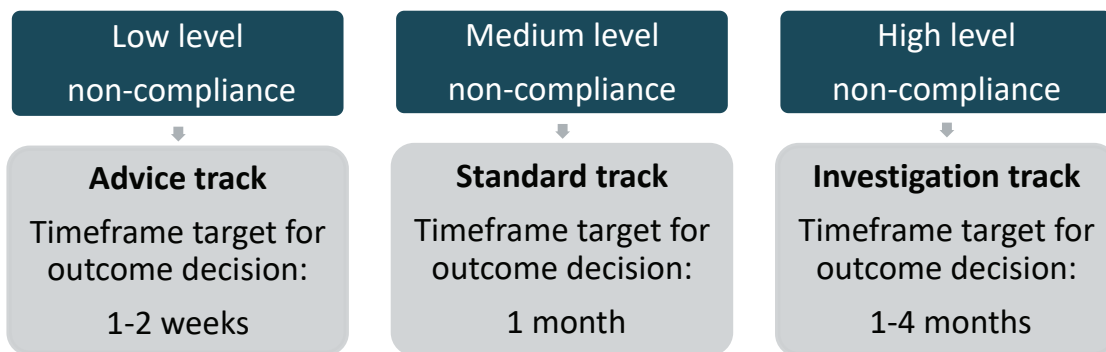 Low level
non-compliance
Medium level
non-compliance
High level
non-compliance
Advice track
Timeframe target for
outcome decision:
1-2 weeks
Standard track
Timeframe target for
outcome decision:
1 month
Investigation track
Timeframe target for
outcome decision:
1-4 months